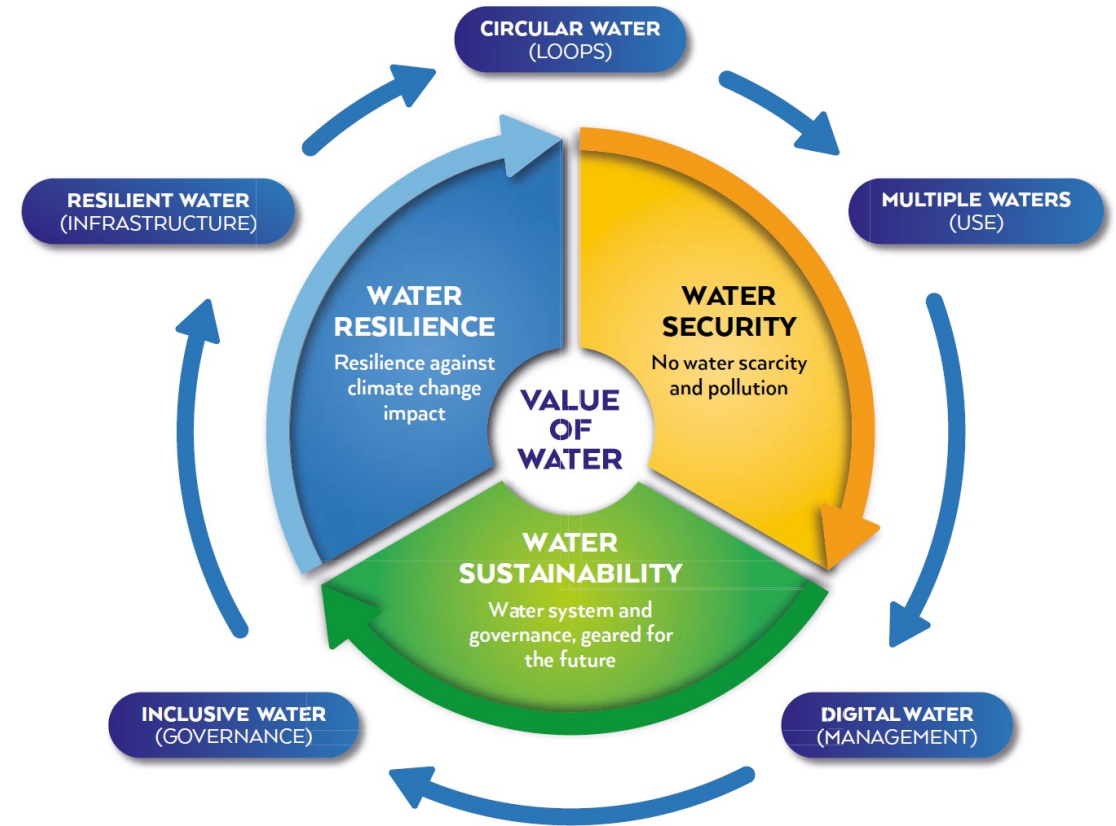 CIRCULAR WATER
(LOOPS)
RESILIENT WATER
(INFRASTRUCTURE)
MULTIPLE WATERS
(USE)
WATER
RESILIENCE
Resilience against
climate change
impact
WATER
SECURITY
No water scarcity
and pollution
VALUE
OF
WATER
WATER
SUSTAINABILITY
Water system and
governance, geared for
the future
INCLUSIVE WATER
(GOVERNANCE)
DIGITAL WATER
(MANAGEMENT)